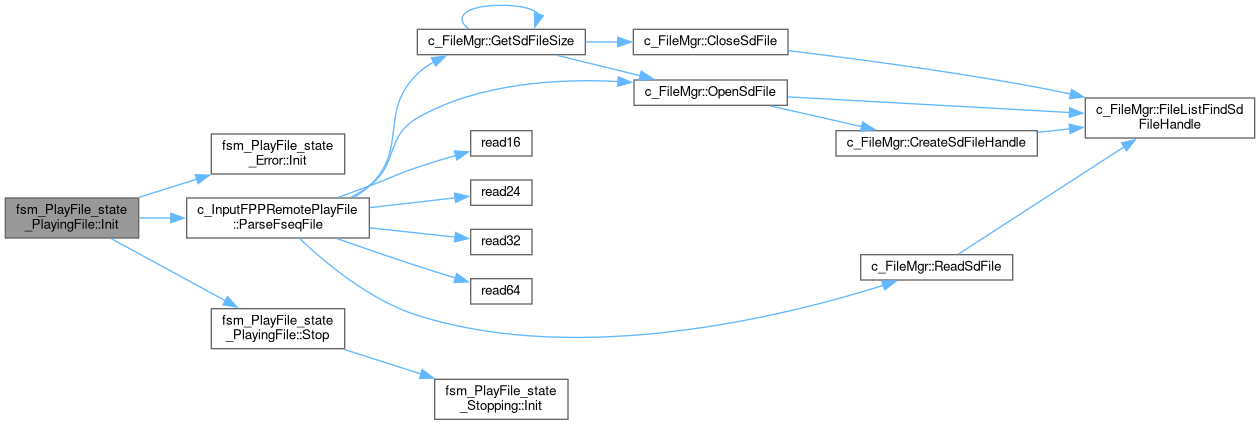 fsm_PlayFile_state
_PlayingFile::Init
fsm_PlayFile_state
_Error::Init
c_InputFPPRemotePlayFile
::ParseFseqFile
fsm_PlayFile_state
_PlayingFile::Stop
c_FileMgr::GetSdFileSize
read16
read24
read32
read64
fsm_PlayFile_state
_Stopping::Init
c_FileMgr::CloseSdFile
c_FileMgr::OpenSdFile
c_FileMgr::CreateSdFileHandle
c_FileMgr::ReadSdFile
c_FileMgr::FileListFindSd
FileHandle